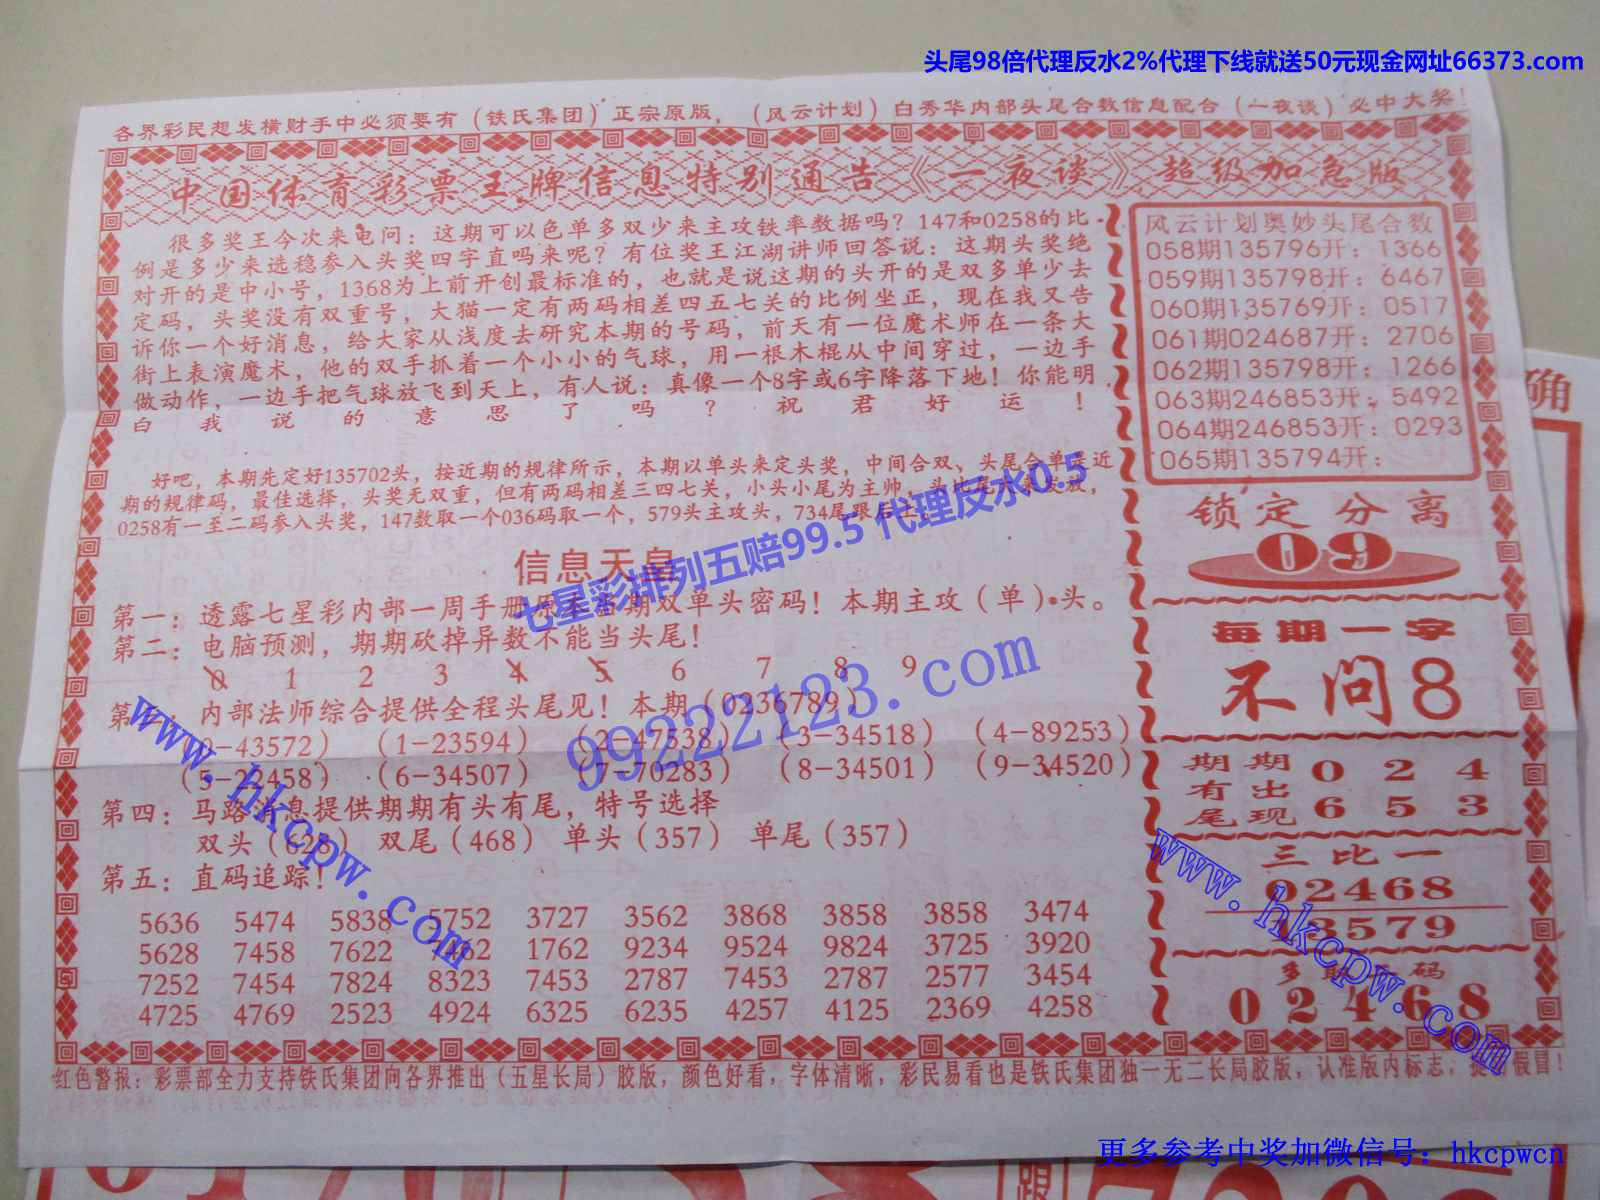 头尾98倍代理反水2%代理下线就送50元现金网址66373.com
各界彩民想发横财手中必须要有（铁氏集团）正宗原版，（风云计划）白秀华内部头尾合数信息配合（一夜谈）必中大奖！
中国体育彩票王牌信息特别通告《一夜谈》超级加急版
很多奖王今次来电问：这期可以色单多双少来主攻铁率数据吗？147和0258的比
例是多少来选稳参入头奖四字直吗来呢？有位奖王江湖讲师回答说：这期头奖绝
对开的是中小号，1368为上前开创最标准的，也就是说这期的头开的是双多单少去
定码，头奖没有双重号，大猫一定有两码相差四五七关的比例坐正，现在我又告
诉你一个好消息，给大家从浅度去研究本期的号码，前天有一位魔术师在一条大
街上表演魔术，他的双手抓着一个小小的气球，用一根木棍从中间穿过，一边手
做动作，一边手把气球放飞到天上，有人说：真像一个8字或6字降落下地！你能明
白我说的意思了吗？祝君好运！
好吧，本期先定好135702头，按近期的规律所示，本期以单头来定头奖，中间合双、头尾合单是近
期的规律码，最佳选择，头奖无双重，但有两码相差三四七关，小头小尾为主帅，
0258有一至二码参入头奖，147数取一个036码取一个，579头主攻头，734尾跟后
信息天皇
第一：透露七星彩内部一周手册原本 期双单头密码！本期主攻（单）头。
第二：电脑预测，期期砍掉异数不能当头尾！
0 1 2 3 4 5 6 7 8 9
第三：内部法师综合提供全程头尾见！本期（0236789）
（0-43572）（1-23594）（2-47538）（3-34518）（4-89253）
（5-22458）（6-34507）（7-70283）（8-34501）（9-34520）
第四：马路消息提供期期有头有尾，特号选择
双头（628）双尾（468）单头（357）单尾（357）
第五：直码追踪！
5636 5474 5838 5752 3727 3562 3868 3858 3858 3474
5628 7458 7622 7462 1762 9234 9524 9824 3725 3920
7252 7454 7824 8323 7453 2787 7453 2787 2577 3454
4725 4769 2523 4924 6325 6235 4257 4125 2369 4258
风云计划奥妙头尾合数
058期135796开：1366
059期135798开：6467
060期135769开：0517
061期024687开：2706
062期135798开：1266
063期246853开：5492
064期246853开：0293
065期135794开：
锁定分离
09
每期一字
不问8
期期 0 2 4
有出
尾现 6 5 3
三比一
02468
13579
多 码
0 2 4 6 8
红色警报：彩票部全力支持铁氏集团向各界推出（五星长局）胶版，颜色好看，字体清晰，彩民易看也是铁氏集团独一无二长局胶版，认准版内标志，提 假冒！
七星彩排列五赔99.5 代理反水0.5
99222123.com
www.hkcpw.com
www.hkcpw.com
确
更多参考中奖加微信号：hkcpwcn